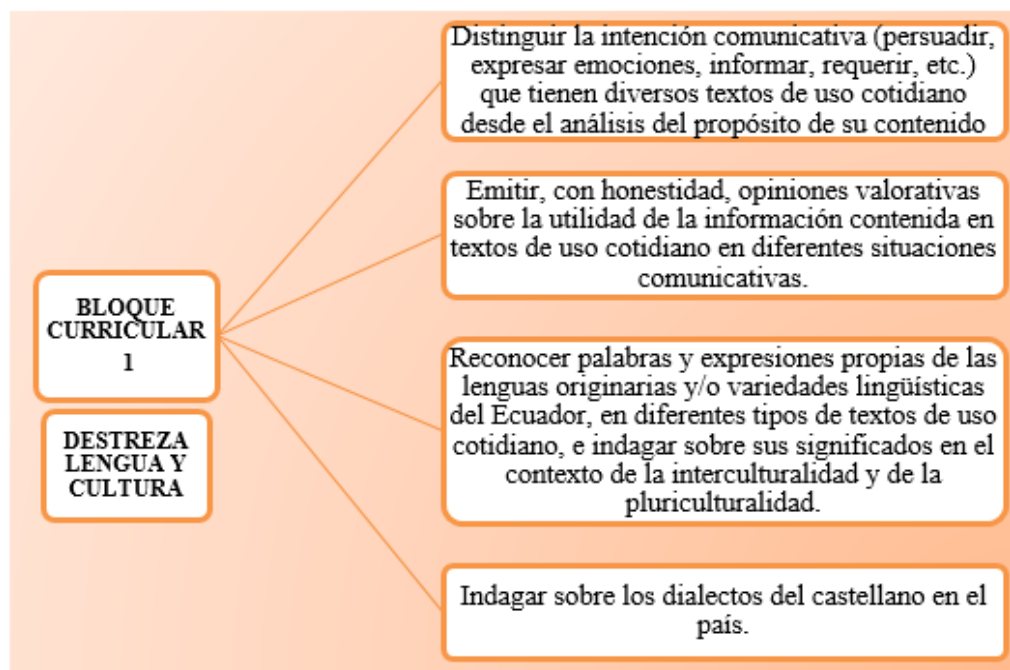 BLOQUE
CURRICULAR
1
DESTREZA
LENGUA Y
CULTURA
Distinguir la intención comunicativa (persuadir,
expresar emociones, informar, requerir, etc.)
que tienen diversos textos de uso cotidiano
desde el análisis del propósito de su contenido
Emitir, con honestidad, opiniones valorativas
sobre la utilidad de la información contenida en
textos de uso cotidiano en diferentes situaciones
comunicativas.
Reconocer palabras y expresiones propias de las
lenguas originarias y/o variedades lingüísticas
del Ecuador, en diferentes tipos de textos de uso
cotidiano, e indagar sobre sus significados en el
contexto de la interculturalidad y de la
pluriculturalidad.
Indagar sobre los dialectos del castellano en el
país.